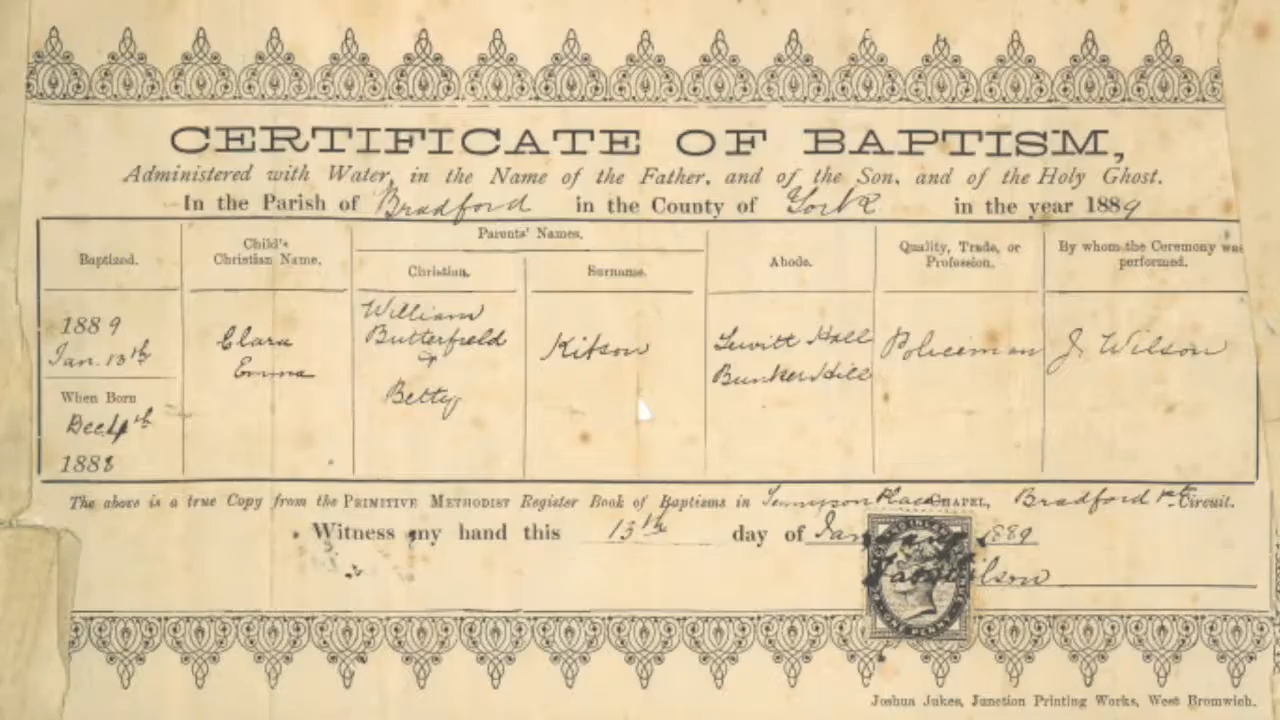 CERTIFICATE OF BAPTISM,
Administered with Water, in the Name of the Father, and of the Son, and of the Holy Ghost.
In the Parish of Bradford in the County of York in the year 1889
Baptized.
Child's Christian Name.
Parents' Names.
Christian.
Surname.
Abode.
Quality, Trade, or Profession.
By whom the Ceremony was performed.
1889
Jan. 13th
When Born
Dec 4th
1888
Clara
Emma
William
Butterfield
&
Betty
Kitson
Hall
Bunker Hill
Policeman
J. Wilson
The above is a true Copy from the PRIMITIVE METHODIST Register Book of Baptisms in Tennyson Place CHAPEL, Bradford 1st Circuit.
Witness my hand this 13th day of Jan 1889
ONE PENNY
Joshua Jukes, Junction Printing Works, West Bromwich.